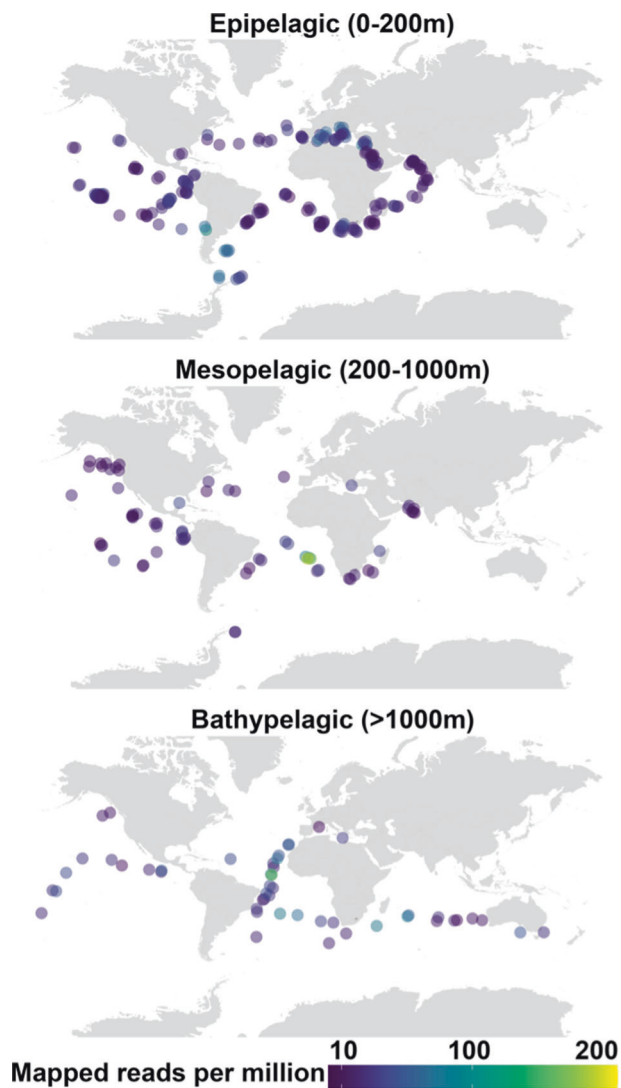 Epipelagic (0-200m)
Mesopelagic (200-1000m)
Bathypelagic (>1000m)
10 100 200
Mapped reads per million